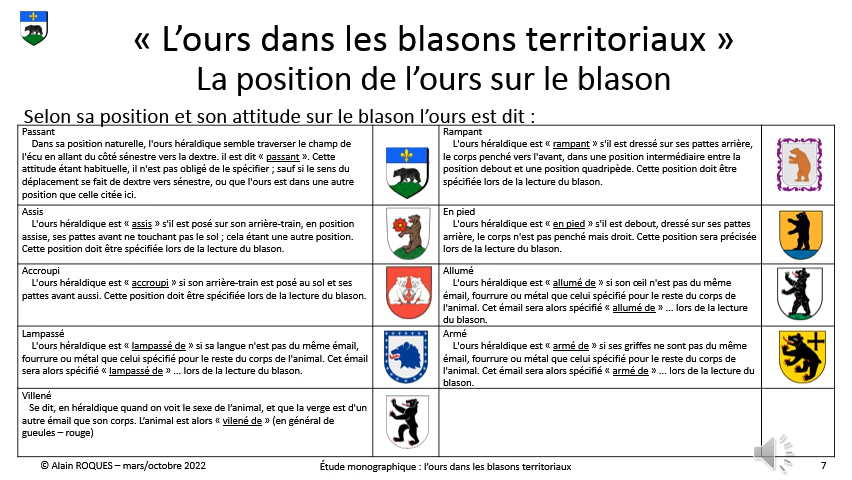 « L'ours dans les blasons territoriaux »
La position de l'ours sur le blason
Selon sa position et son attitude sur le blason l'ours est dit :
Passant
Dans sa position naturelle, l'ours héraldique semble traverser le champ de
l'écu en allant du côté sénestre vers la dextre. il est dit « passant ». Cette
attitude étant habituelle, il n'est pas obligé de le spécifier ; sauf si le sens du
déplacement se fait de dextre vers sénestre, ou que l'ours est dans une autre
position que celle citée ici.
Rampant
L'ours héraldique est « rampant » s'il est dressé sur ses pattes arrière,
le corps penché vers l'avant, dans une position intermédiaire entre la
position debout et une position quadripède. Cette position doit être
spécifiée lors de la lecture du blason.
Assis
L'ours héraldique est « assis » s'il est posé sur son arrière-train, en position
assise, ses pattes avant ne touchant pas le sol ; cela étant une autre position.
Cette position doit être spécifiée lors de la lecture du blason.
En pied
L'ours héraldique est « en pied » s'il est debout, dressé sur ses pattes
arrière, le corps n'est pas penché mais droit. Cette position sera précisée
lors de la lecture du blason.
Accroupi
L'ours héraldique est « accroupi » si son arrière-train est posé au sol et ses
pattes avant aussi. Cette position doit être spécifiée lors de la lecture du blason.
Allumé
L'ours héraldique est « allumé de » si son œil n'est pas du même
émail, fourrure ou métal que celui spécifié pour le reste du corps de
l'animal. Cet émail sera alors spécifié « allumé de » ... lors de la lecture
du blason.
Lampassé
L'ours héraldique est « lampassé de » si sa langue n'est pas du même émail,
fourrure ou métal que celui spécifié pour le reste du corps de l'animal. Cet émail
sera alors spécifié « lampassé de » ... lors de la lecture du blason.
Armé
L'ours héraldique est « armé de » si ses griffes ne sont pas du même
émail, fourrure ou métal que celui spécifié pour le reste du corps de
l'animal. Cet émail sera alors spécifié « armé de » ... lors de la lecture du
blason.
Villené
Se dit, en héraldique quand on voit le sexe de l'animal, et que la verge est d'un
autre émail que son corps. L'animal est alors « vilené de » (en général de
gueules – rouge)
© Alain ROQUES – mars/octobre 2022
Étude monographique : l'ours dans les blasons territoriaux
7